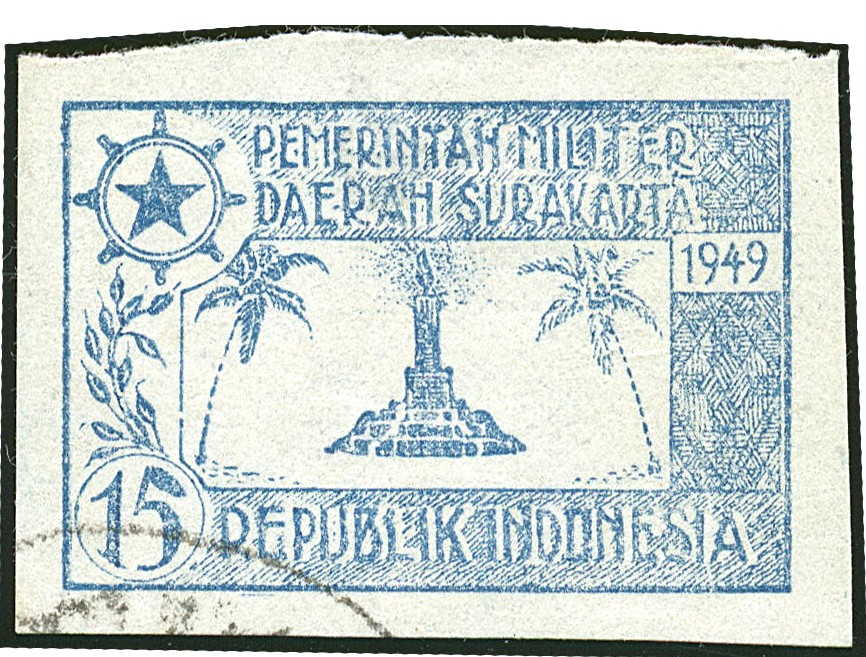 PEMERINTAH MILITER
DAERAH SURAKARTA
1949
15
REPUBLIK INDONESIA